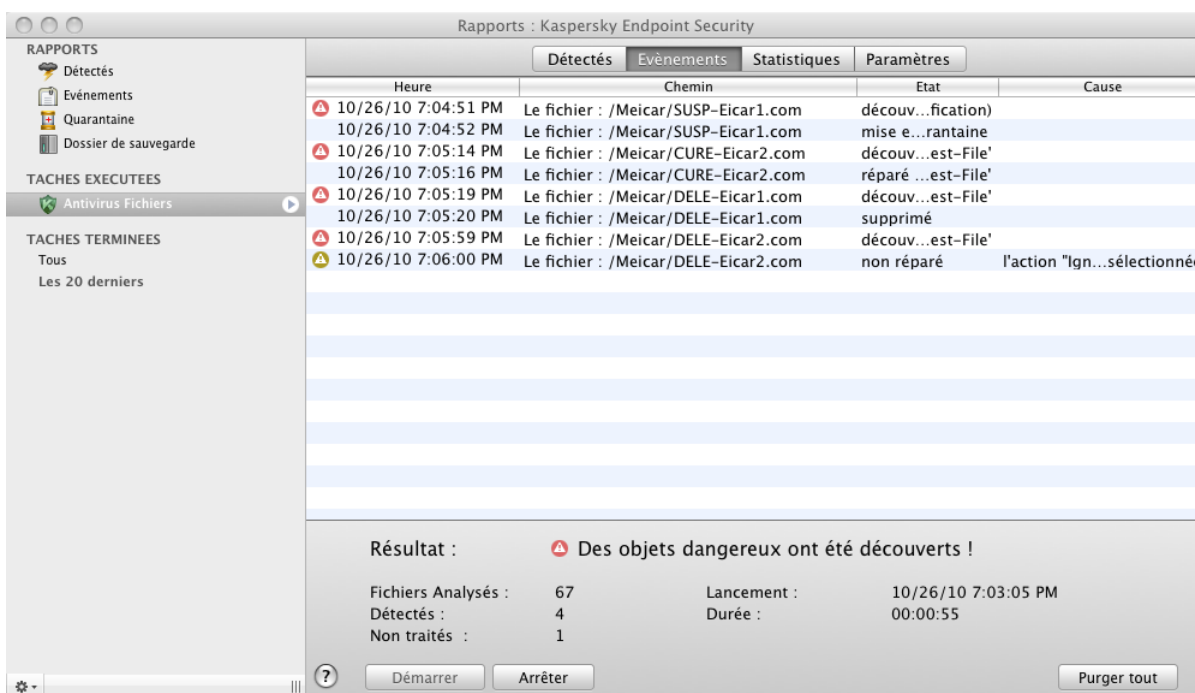 Rapports : Kaspersky Endpoint Security
RAPPORTS
Détectés
Evénements
Quarantaine
Dossier de sauvegarde
TACHES EXECUTEES
Antivirus Fichiers
TACHES TERMINEES
Tous
Les 20 derniers
Détectés Evènements Statistiques Paramètres
Heure Chemin Etat Cause
10/26/10 7:04:51 PM Le fichier : /Meicar/SUSP-Eicar1.com découv...fication)
10/26/10 7:04:52 PM Le fichier : /Meicar/SUSP-Eicar1.com mise e...rantaine
10/26/10 7:05:14 PM Le fichier : /Meicar/CURE-Eicar2.com découv...est-File'
10/26/10 7:05:16 PM Le fichier : /Meicar/CURE-Eicar2.com réparé ...est-File'
10/26/10 7:05:19 PM Le fichier : /Meicar/DELE-Eicar1.com découv...est-File'
10/26/10 7:05:20 PM Le fichier : /Meicar/DELE-Eicar1.com supprimé
10/26/10 7:05:59 PM Le fichier : /Meicar/DELE-Eicar2.com découv...est-File'
10/26/10 7:06:00 PM Le fichier : /Meicar/DELE-Eicar2.com non réparé l'action "Ign...sélectionnée
Résultat : Des objets dangereux ont été découverts !
Fichiers Analysés : 67 Lancement : 10/26/10 7:03:05 PM
Détectés : 4 Durée : 00:00:55
Non traités : 1
? Démarrer Arrêter Purger tout